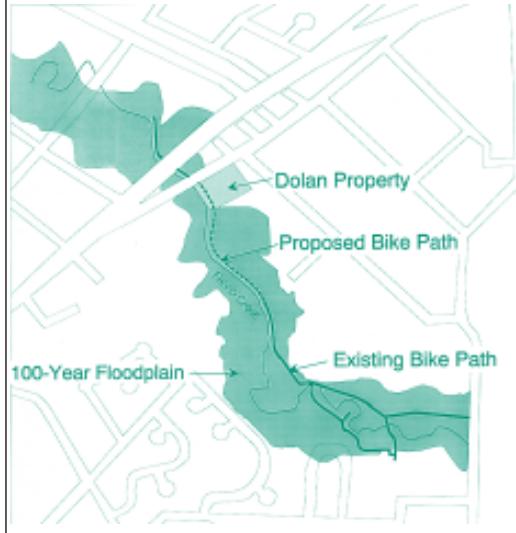 Dolan Property
Proposed Bike Path
Existing Bike Path
100-Year Floodplain